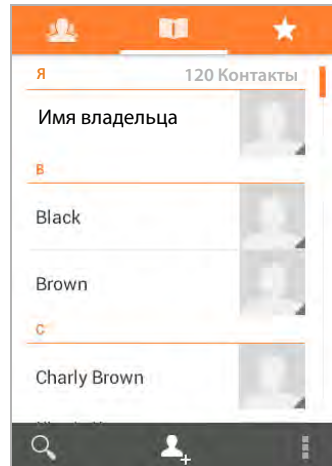 Я 120 Контакты
Имя владельца
B
Black
Brown
C
Charly Brown